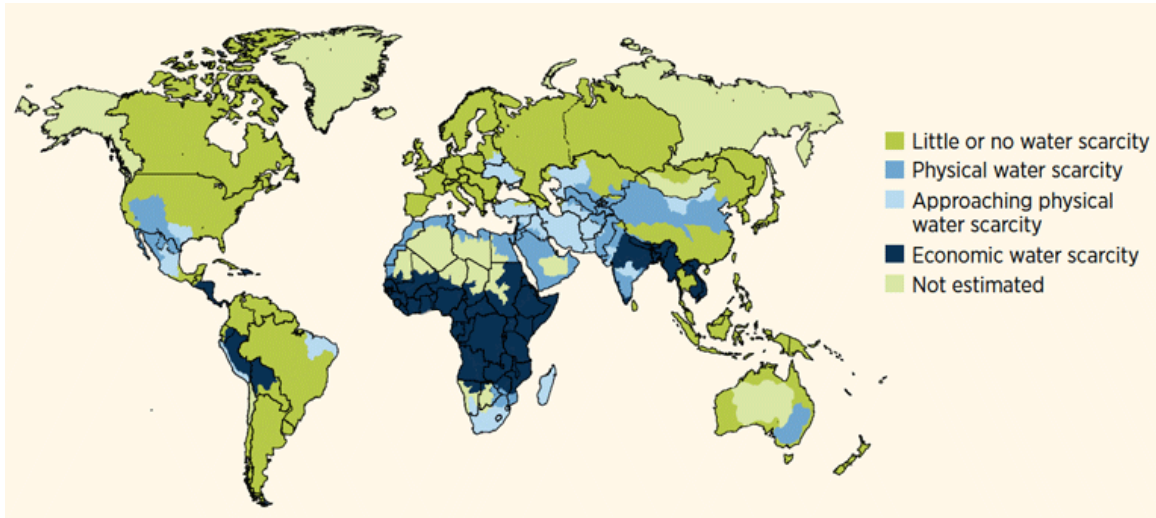 Little or no water scarcity
Physical water scarcity
Approaching physical
water scarcity
Economic water scarcity
Not estimated